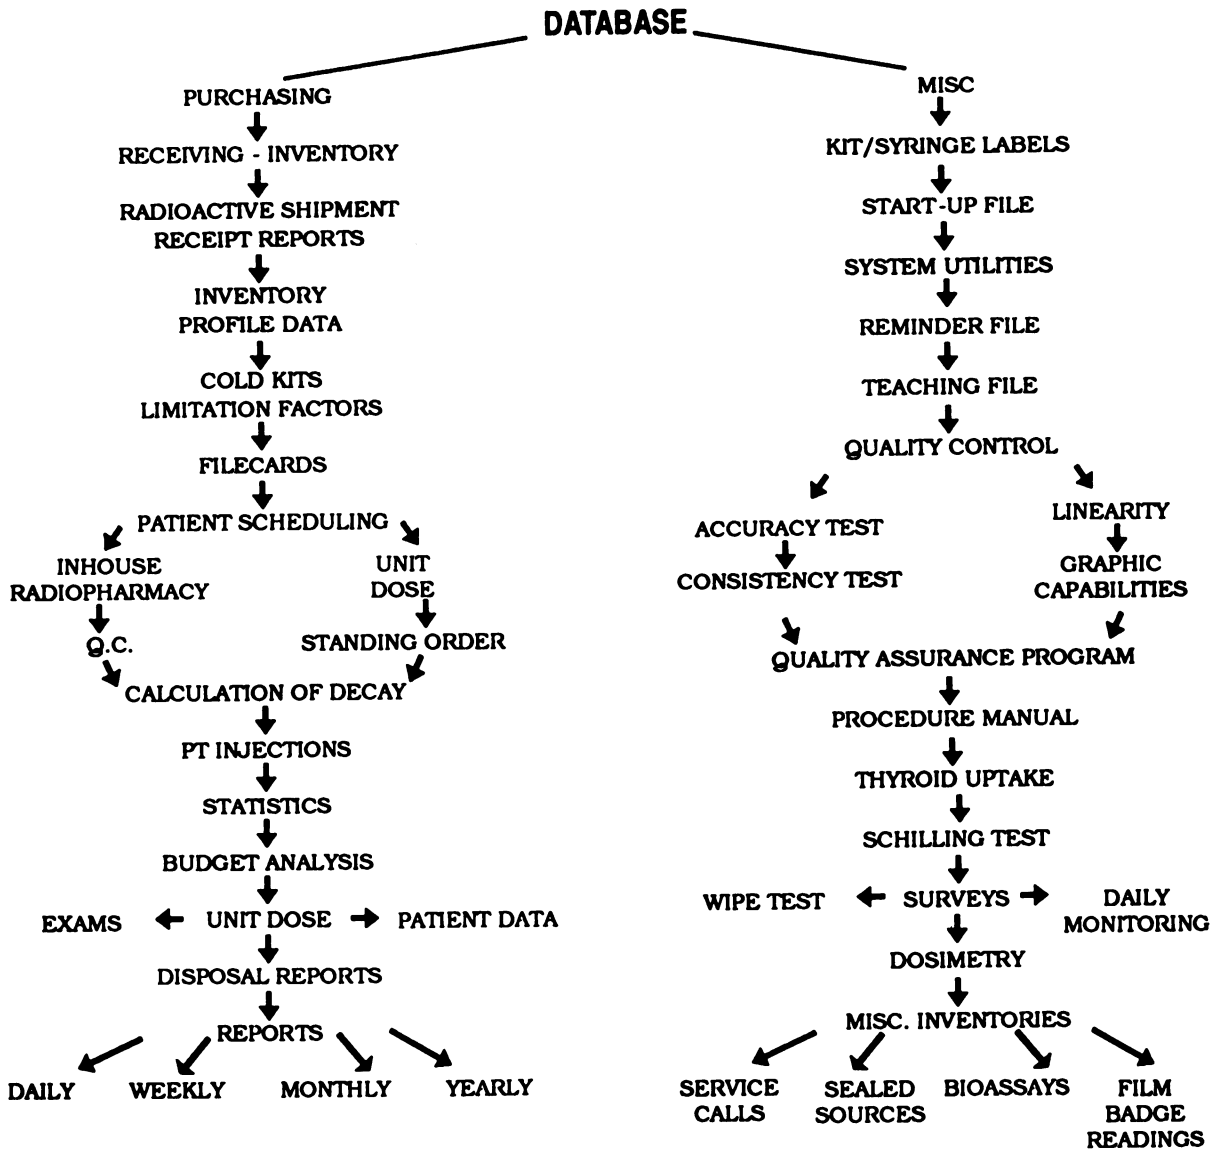 DATABASE
PURCHASING
RECEIVING - INVENTORY
RADIOACTIVE SHIPMENT
RECEIPT REPORTS
INVENTORY
PROFILE DATA
COLD KITS
LIMITATION FACTORS
FILECARDS
PATIENT SCHEDULING
INHOUSE
RADIOPHARMACY
UNIT
DOSE
Q.C.
STANDING ORDER
CALCULATION OF DECAY
PT INJECTIONS
STATISTICS
BUDGET ANALYSIS
EXAMS
UNIT DOSE
PATIENT DATA
DISPOSAL REPORTS
REPORTS
DAILY
WEEKLY
MONTHLY
YEARLY
MISC
KIT/SYRINGE LABELS
START-UP FILE
SYSTEM UTILITIES
REMINDER FILE
TEACHING FILE
QUALITY CONTROL
ACCURACY TEST
CONSISTENCY TEST
LINEARITY
GRAPHIC
CAPABILITIES
QUALITY ASSURANCE PROGRAM
PROCEDURE MANUAL
THYROID UPTAKE
SCHILLING TEST
WIPE TEST
SURVEYS
DAILY
MONITORING
DOSIMETRY
MISC. INVENTORIES
SERVICE
CALLS
SEALED
SOURCES
BIOASSAYS
FILM
BADGE
READINGS